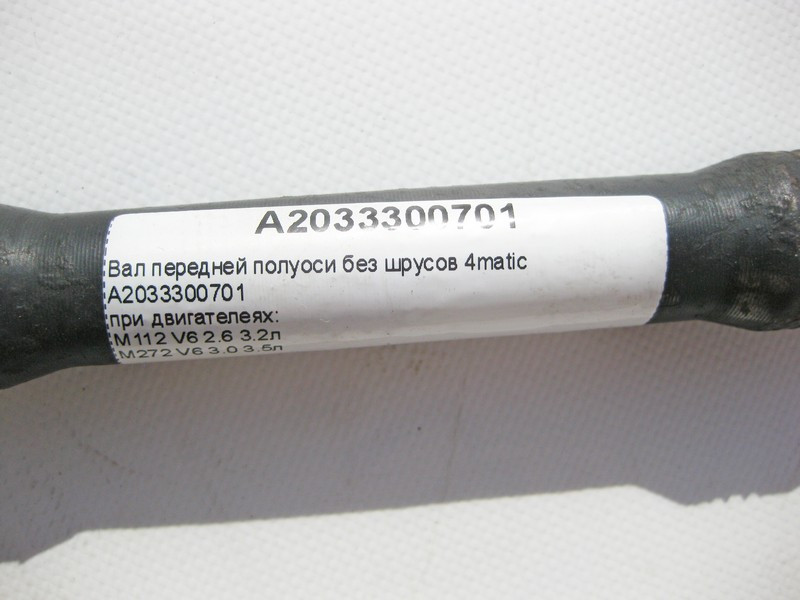 A2033300701
Вал передней полуоси без шрусов 4matic
A2033300701
при двигателеях:
M112 V6 2.6 3.2л
M272 V6 3.0 3.5л